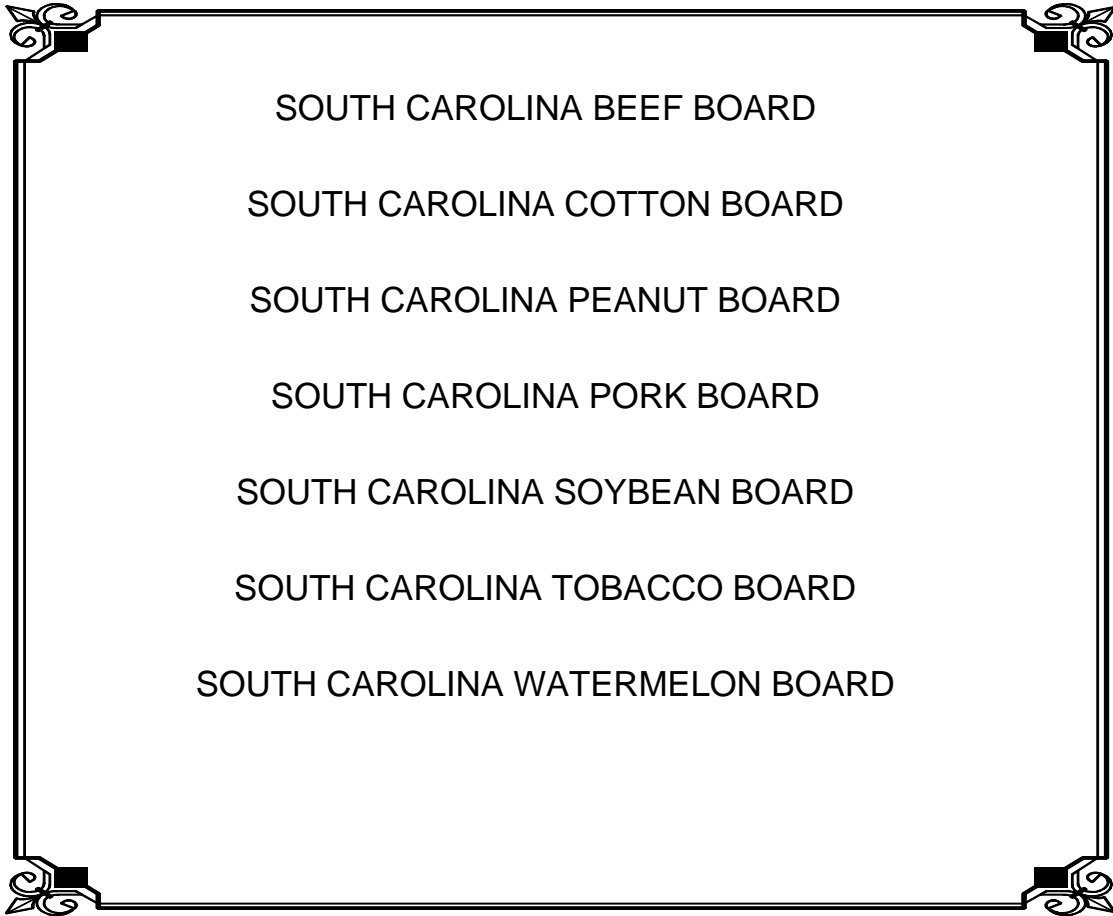 SOUTH CAROLINA BEEF BOARD
SOUTH CAROLINA COTTON BOARD
SOUTH CAROLINA PEANUT BOARD
SOUTH CAROLINA PORK BOARD
SOUTH CAROLINA SOYBEAN BOARD
SOUTH CAROLINA TOBACCO BOARD
SOUTH CAROLINA WATERMELON BOARD